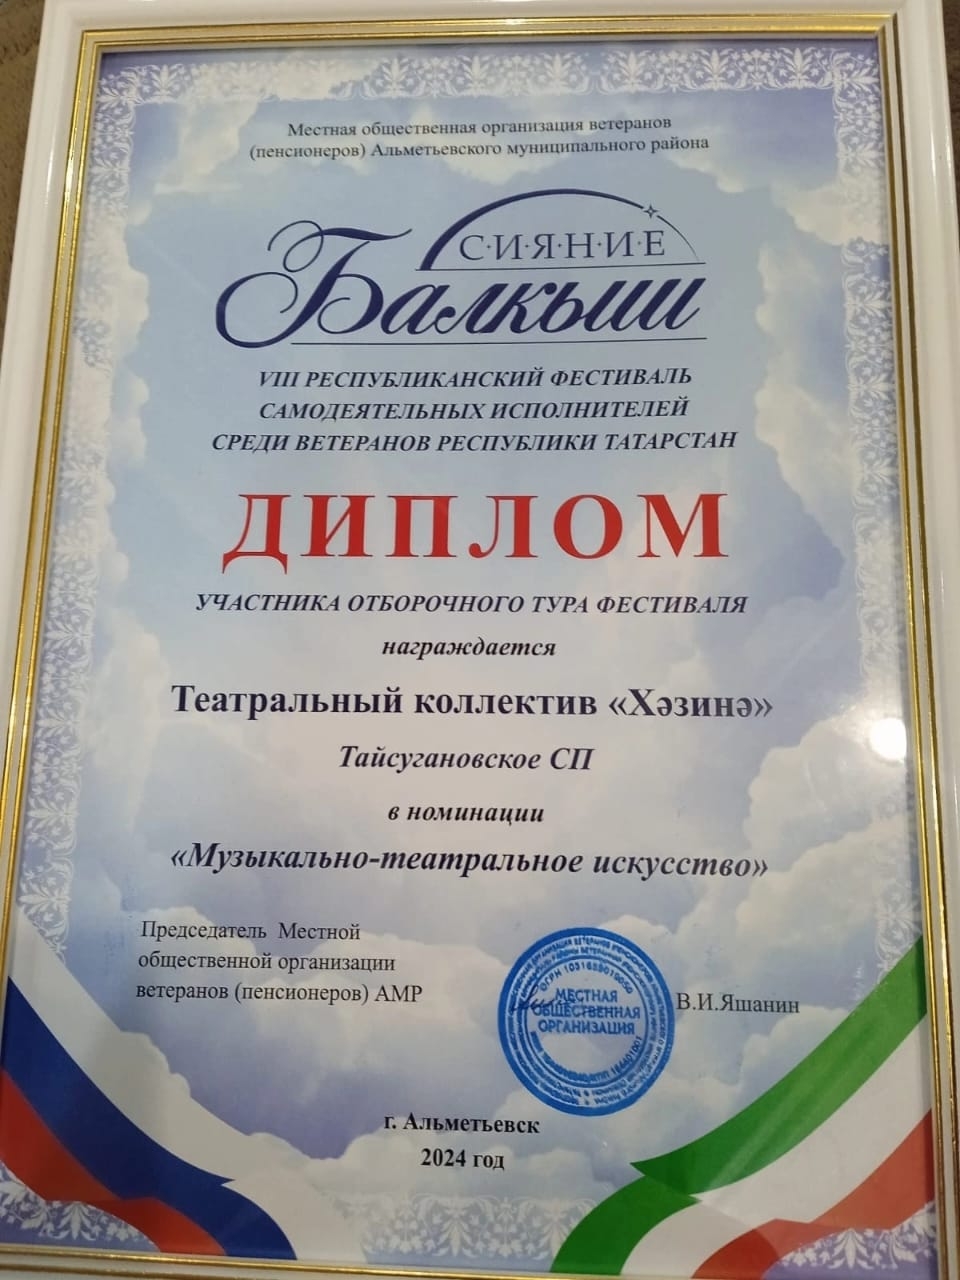 Местная общественная организация ветеранов
(пенсионеров) Альметьевского муниципального района
С·И·Я·Н·И·Е
Балкыш
VIII РЕСПУБЛИКАНСКИЙ ФЕСТИВАЛЬ
САМОДЕЯТЕЛЬНЫХ ИСПОЛНИТЕЛЕЙ
СРЕДИ ВЕТЕРАНОВ РЕСПУБЛИКИ ТАТАРСТАН
ДИПЛОМ
УЧАСТНИКА ОТБОРОЧНОГО ТУРА ФЕСТИВАЛЯ
награждается
Театральный коллектив «Хәзинә»
Тайсугановское СП
в номинации
«Музыкально-театральное искусство»
Председатель Местной
общественной организации
ветеранов (пенсионеров) АМР
МЕСТНАЯ
ОБЩЕСТВЕННАЯ
ОРГАНИЗАЦИЯ
В.И.Яшанин
г. Альметьевск
2024 год